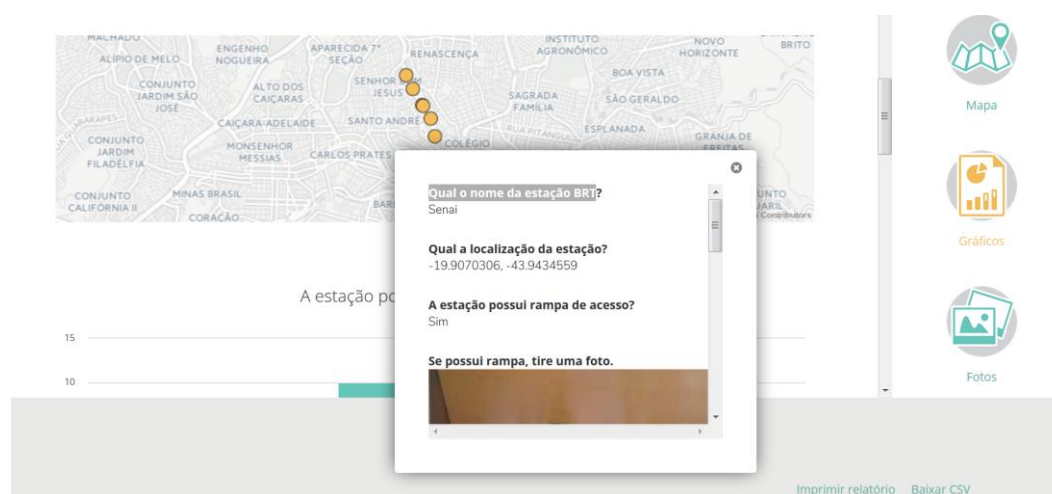 MACHADO
ALÍPIO DE MELO
ENGENHO
NOGUEIRA
APARECIDA 7ª
SEÇÃO
RENASCENÇA
INSTITUTO
AGRONÔMICO
NOVO
HORIZONTE
BRITO
CONJUNTO
JARDIM SÃO
JOSÉ
ALTO DOS
CAIÇARAS
SENHOR BOM
JESUS
BOA VISTA
SAGRADA
FAMÍLIA
SÃO GERALDO
CAIÇARA-ADELAIDE
SANTO ANDRÉ
COLÉGIO
RUA PITANGUI
ESPLANADA
GRANJA DE
FREITAS
CONJUNTO
JARDIM
FILADÉLFIA
MONSENHOR
MESSIAS
CARLOS PRATES
CONJUNTO
CALIFÓRNIA II
MINAS BRASIL
CORAÇÃO
Contributors
Qual o nome da estação BRT?
Senai
Qual a localização da estação?
-19.9070306, -43.9434559
A estação possui rampa de acesso?
Sim
Se possui rampa, tire uma foto.
A estação po
15
10
Mapa
Gráficos
Fotos
Imprimir relatório Baixar CSV